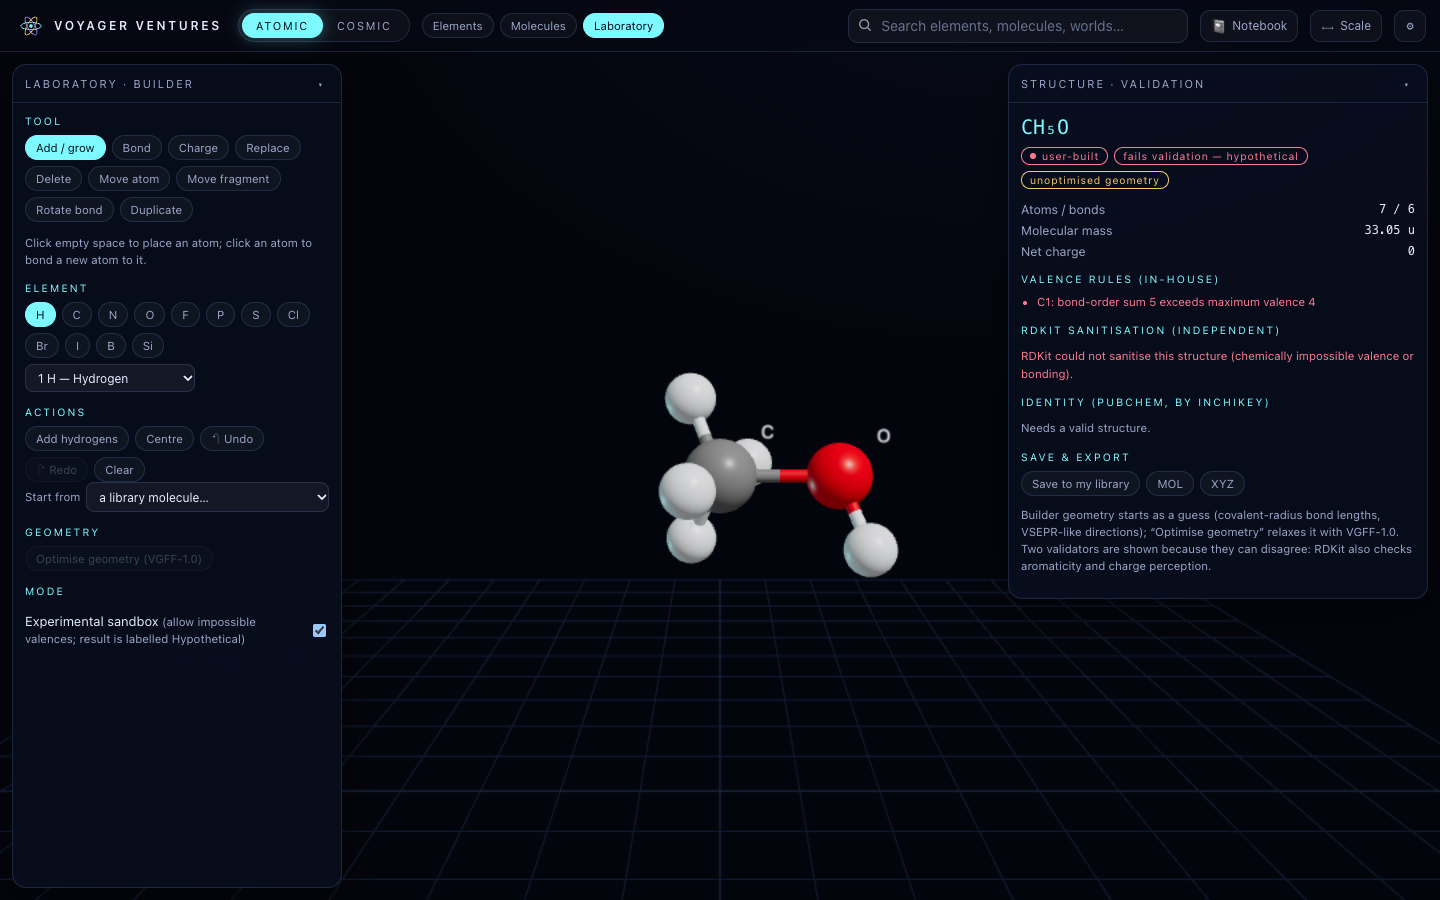 VOYAGER VENTURES
ATOMIC COSMIC
Elements Molecules Laboratory
Search elements, molecules, worlds...
Notebook Scale
LABORATORY · BUILDER
TOOL
Add / grow Bond Charge Replace
Delete Move atom Move fragment
Rotate bond Duplicate
Click empty space to place an atom; click an atom to
bond a new atom to it.
ELEMENT
H C N O F P S Cl
Br I B Si
1 H — Hydrogen
ACTIONS
Add hydrogens Centre Undo
Redo Clear
Start from a library molecule...
GEOMETRY
Optimise geometry (VGFF-1.0)
MODE
Experimental sandbox (allow impossible
valences; result is labelled Hypothetical)
C
O
STRUCTURE · VALIDATION
CH₅O
user-built fails validation — hypothetical
unoptimised geometry
Atoms / bonds 7 / 6
Molecular mass 33.05 u
Net charge 0
VALENCE RULES (IN-HOUSE)
• C1: bond-order sum 5 exceeds maximum valence 4
RDKIT SANITISATION (INDEPENDENT)
RDKit could not sanitise this structure (chemically impossible valence or
bonding).
IDENTITY (PUBCHEM, BY INCHIKEY)
Needs a valid structure.
SAVE & EXPORT
Save to my library MOL XYZ
Builder geometry starts as a guess (covalent-radius bond lengths,
VSEPR-like directions); “Optimise geometry” relaxes it with VGFF-1.0.
Two validators are shown because they can disagree: RDKit also checks
aromaticity and charge perception.